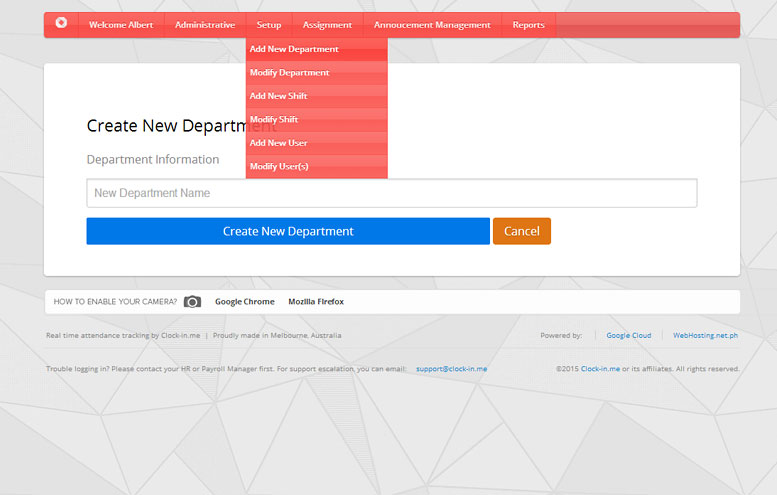 Welcome Albert Administrative Setup Assignment Annoucement Management Reports
Add New Department
Modify Department
Add New Shift
Modify Shift
Add New User
Modify User(s)
Create New Department
Department Information
New Department Name
Create New Department Cancel
HOW TO ENABLE YOUR CAMERA? Google Chrome Mozilla Firefox
Real time attendance tracking by Clock-in.me | Proudly made in Melbourne, Australia Powered by: | Google Cloud | WebHosting.net.ph
Trouble logging in? Please contact your HR or Payroll Manager first. For support escalation, you can email: support@clock-in.me ©2015 Clock-in.me or its affiliates. All rights reserved.